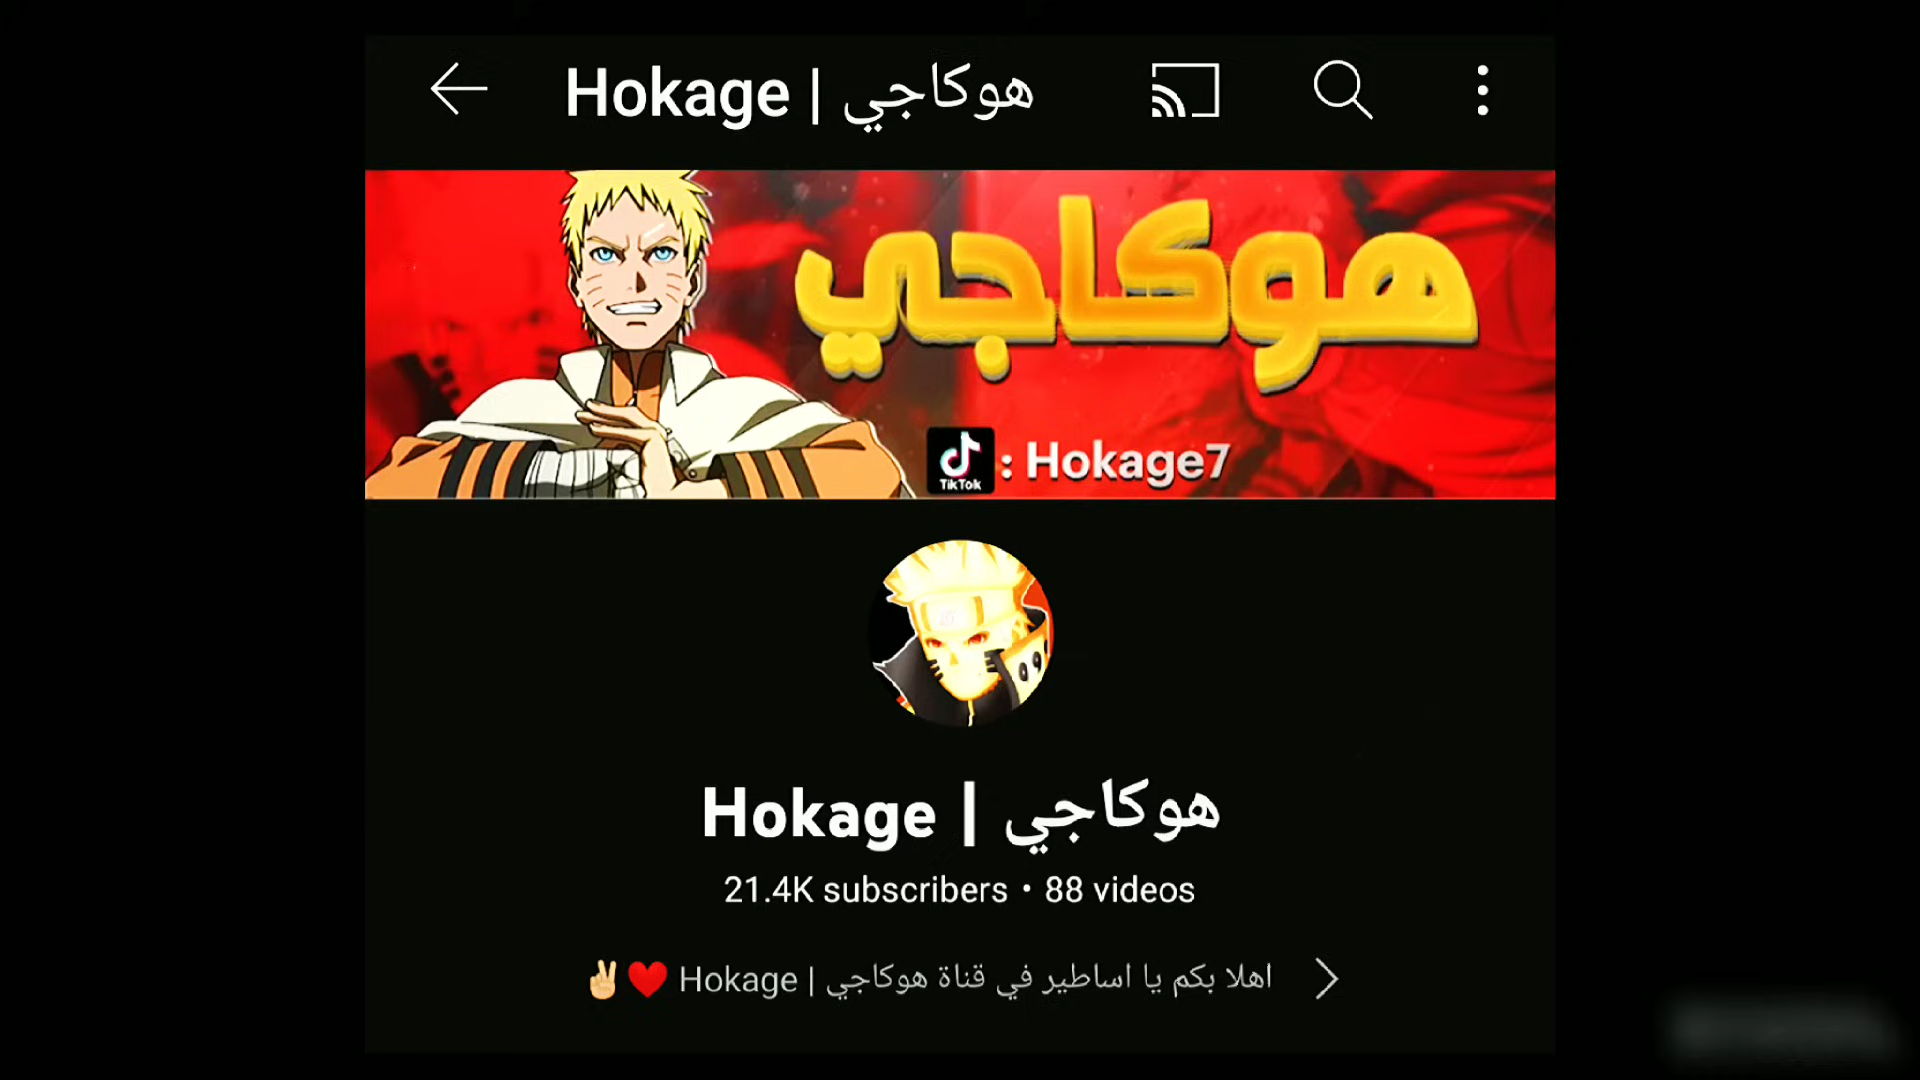 Hokage | هوكاجي
هوكاجي
TikTok : Hokage7
09
Hokage | هوكاجي
21.4K subscribers • 88 videos
اهلا بكم يا اساطير في قناة هوكاجي | Hokage ❤️✌🏼